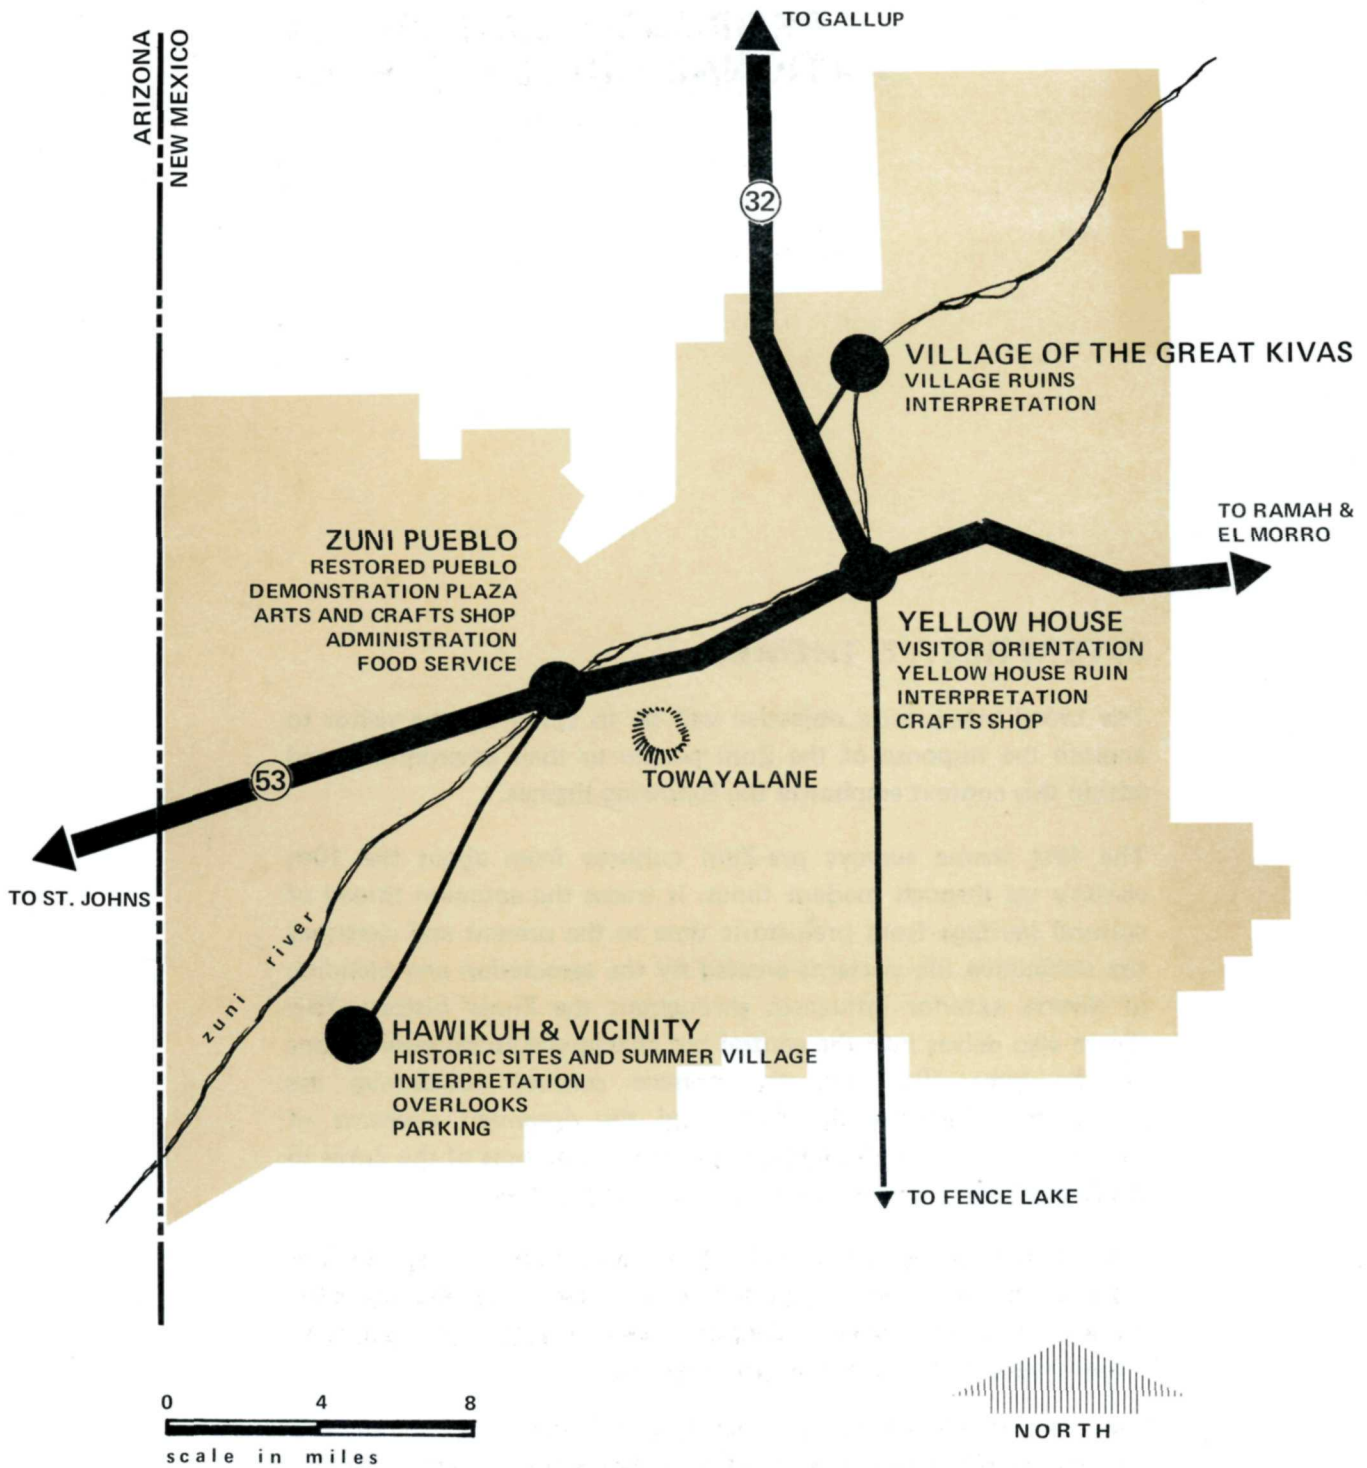 TO GALLUP
ARIZONA
NEW MEXICO
32
VILLAGE OF THE GREAT KIVAS
VILLAGE RUINS
INTERPRETATION
TO RAMAH &
EL MORRO
ZUNI PUEBLO
RESTORED PUEBLO
DEMONSTRATION PLAZA
ARTS AND CRAFTS SHOP
ADMINISTRATION
FOOD SERVICE
YELLOW HOUSE
VISITOR ORIENTATION
YELLOW HOUSE RUIN
INTERPRETATION
CRAFTS SHOP
TOWAYALANE
53
TO ST. JOHNS
zuni river
HAWIKUH & VICINITY
HISTORIC SITES AND SUMMER VILLAGE
INTERPRETATION
OVERLOOKS
PARKING
TO FENCE LAKE
0 4 8
scale in miles
NORTH